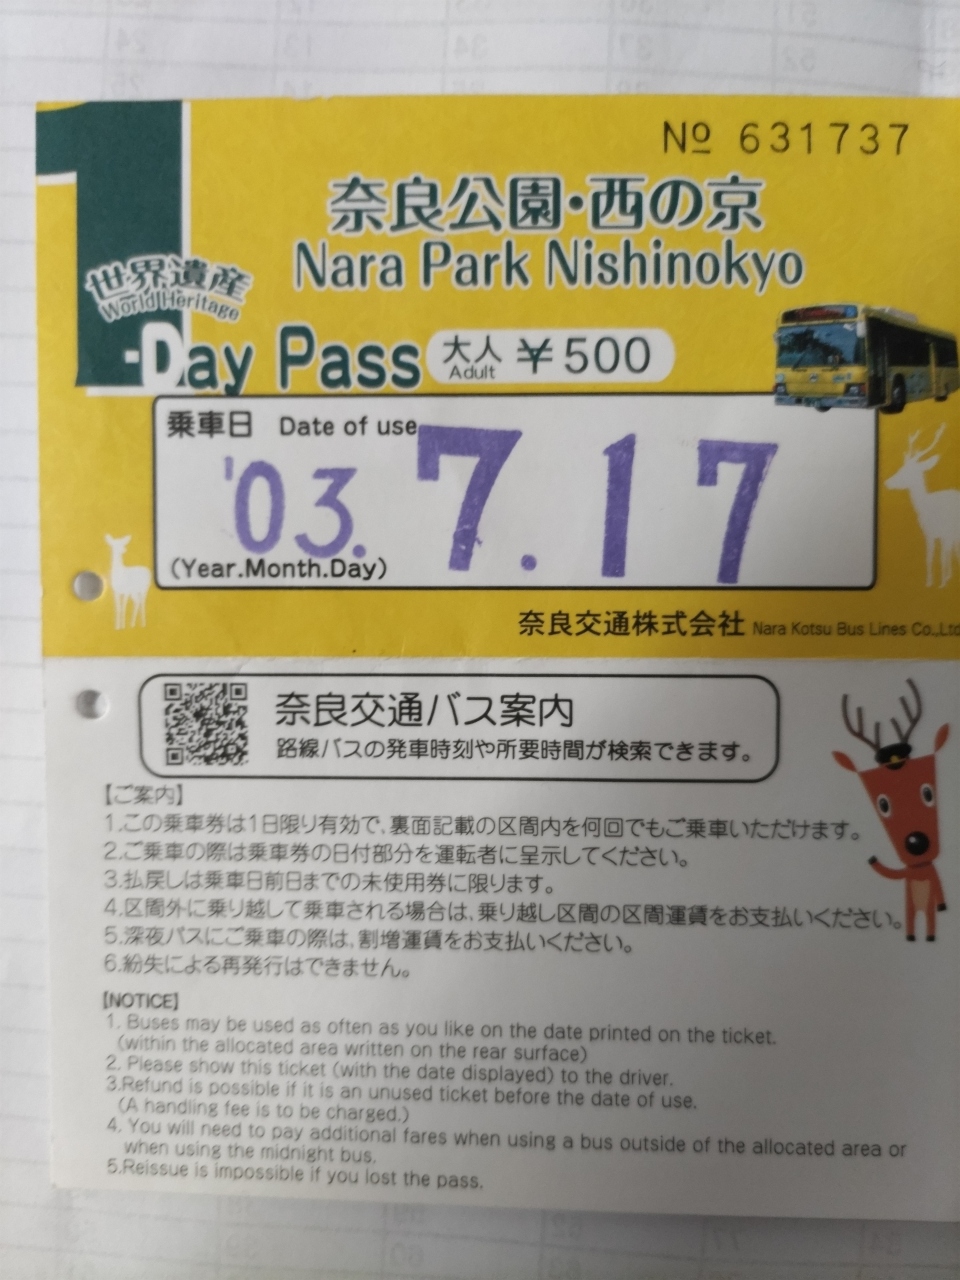 1
№ 631737
奈良公園・西の京
Nara Park Nishinokyo
世界遺産
World Heritage
-Day Pass 大人 Adult ¥500
乗車日 Date of use
'03. 7. 17
(Year.Month.Day)
奈良交通株式会社 Nara Kotsu Bus Lines Co.,Ltd
奈良交通バス案内
路線バスの発車時刻や所要時間が検索できます。
【ご案内】
1.この乗車券は1日限り有効で、裏面記載の区間内を何回でもご乗車いただけます。
2.ご乗車の際は乗車券の日付部分を運転者に呈示してください。
3.払戻しは乗車日前日までの未使用券に限ります。
4.区間外に乗り越して乗車される場合は、乗り越し区間の区間運賃をお支払いください。
5.深夜バスにご乗車の際は、割増運賃をお支払いください。
6.紛失による再発行はできません。
【NOTICE】
1. Buses may be used as often as you like on the date printed on the ticket.
(within the allocated area written on the rear surface)
2. Please show this ticket (with the date displayed) to the driver.
3.Refund is possible if it is an unused ticket before the date of use.
(A handling fee is to be charged.)
4. You will need to pay additional fares when using a bus outside of the allocated area or
when using the midnight bus.
5.Reissue is impossible if you lost the pass.